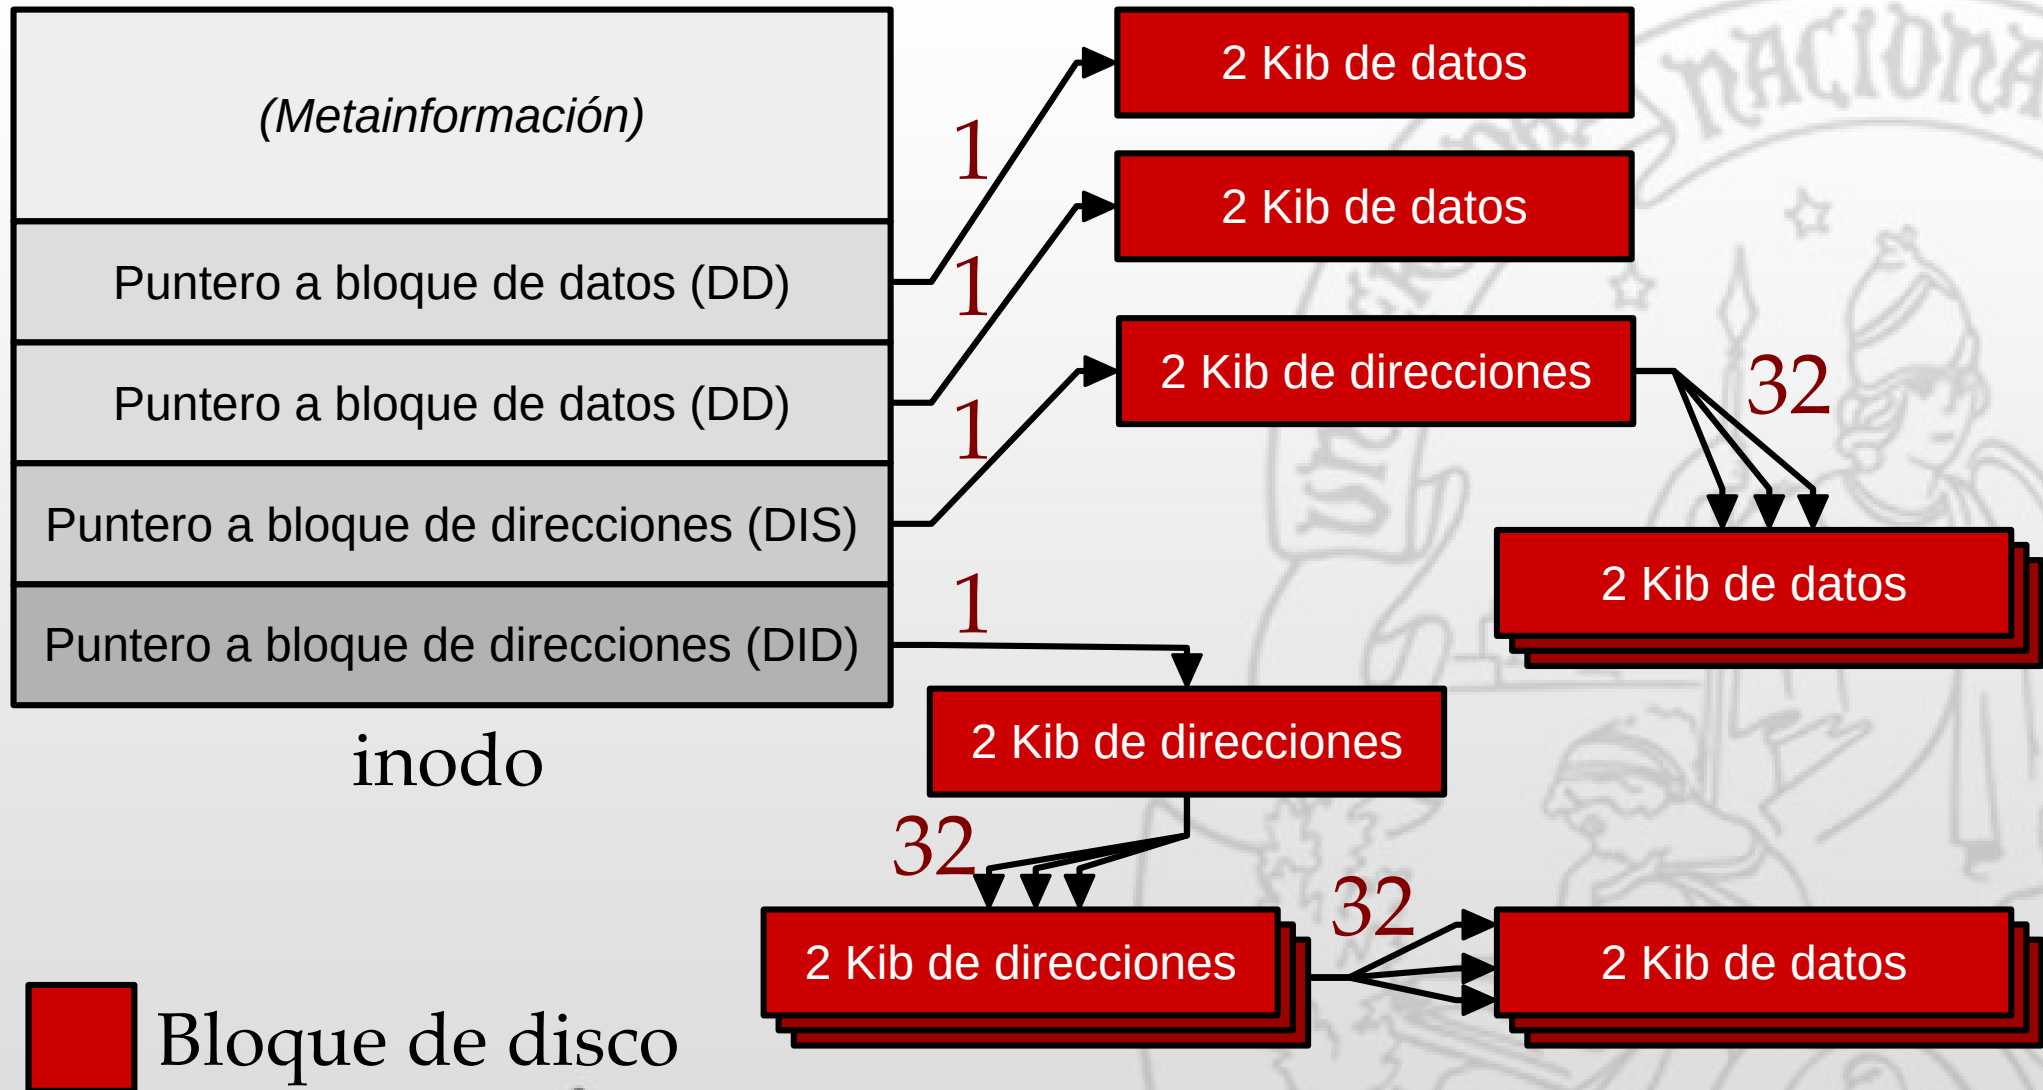 (Metainformación)
Puntero a bloque de datos (DD)
Puntero a bloque de datos (DD)
Puntero a bloque de direcciones (DIS)
Puntero a bloque de direcciones (DID)
inodo
1
2 Kib de datos
1
2 Kib de datos
1
2 Kib de direcciones
32
2 Kib de datos
1
2 Kib de direcciones
32
2 Kib de direcciones
32
2 Kib de datos
Bloque de disco
NACIONA